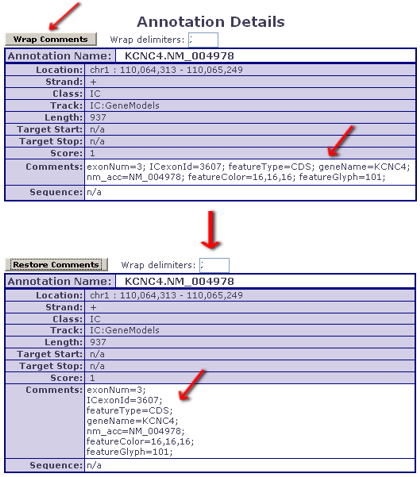 Annotation Details
Wrap Comments Wrap delimiters: ;
Annotation Name: KCNC4.NM_004978
Location: chr1 : 110,064,313 - 110,065,249
Strand: +
Class: IC
Track: IC:GeneModels
Length: 937
Target Start: n/a
Target Stop: n/a
Score: 1
Comments: exonNum=3; ICexonId=3607; featureType=CDS; geneName=KCNC4;
nm_acc=NM_004978; featureColor=16,16,16; featureGlyph=101;
Sequence: n/a
Restore Comments Wrap delimiters: ;
Annotation Name: KCNC4.NM_004978
Location: chr1 : 110,064,313 - 110,065,249
Strand: +
Class: IC
Track: IC:GeneModels
Length: 937
Target Start: n/a
Target Stop: n/a
Score: 1
Comments: exonNum=3;
ICexonId=3607;
featureType=CDS;
geneName=KCNC4;
nm_acc=NM_004978;
featureColor=16,16,16;
featureGlyph=101;
Sequence: n/a